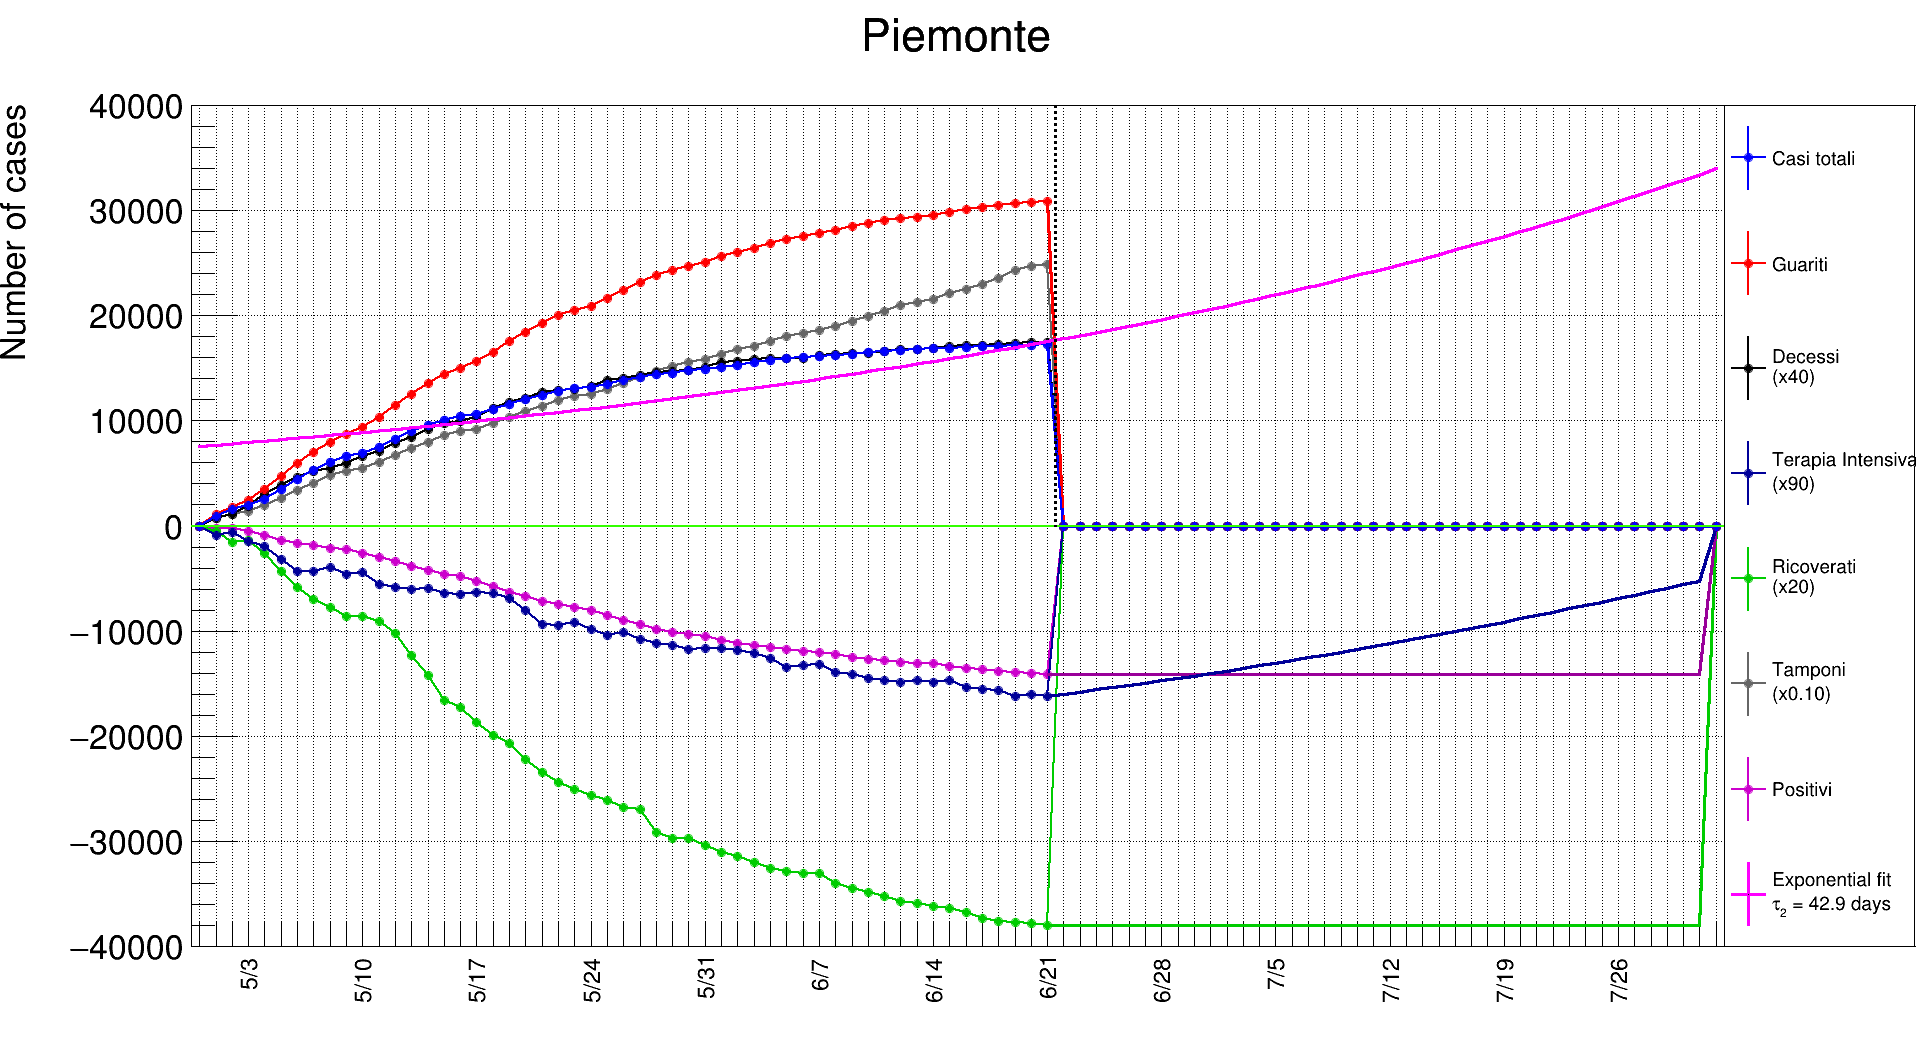 Piemonte
Number of cases
40000
30000
20000
10000
0
−10000
−20000
−30000
−40000
5/3
5/10
5/17
5/24
5/31
6/7
6/14
6/21
6/28
7/5
7/12
7/19
7/26
Casi totali
Guariti
Decessi
(x40)
Terapia Intensiva
(x90)
Ricoverati
(x20)
Tamponi
(x0.10)
Positivi
Exponential fit
τ₂ = 42.9 days